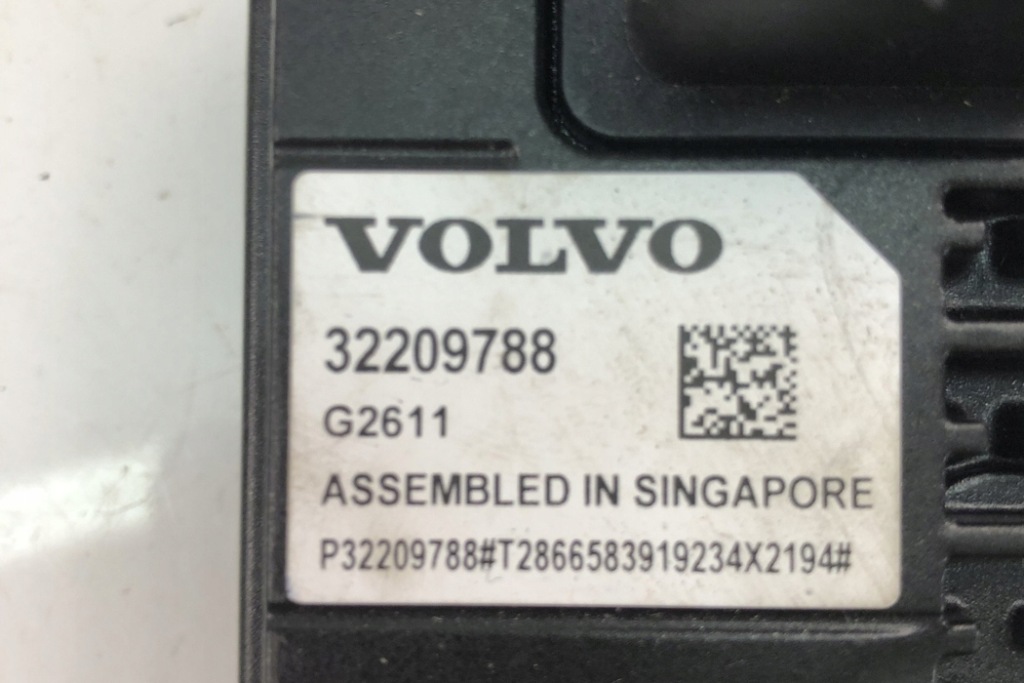 VOLVO
32209788
G2611
ASSEMBLED IN SINGAPORE
P32209788#T2866583919234X2194#